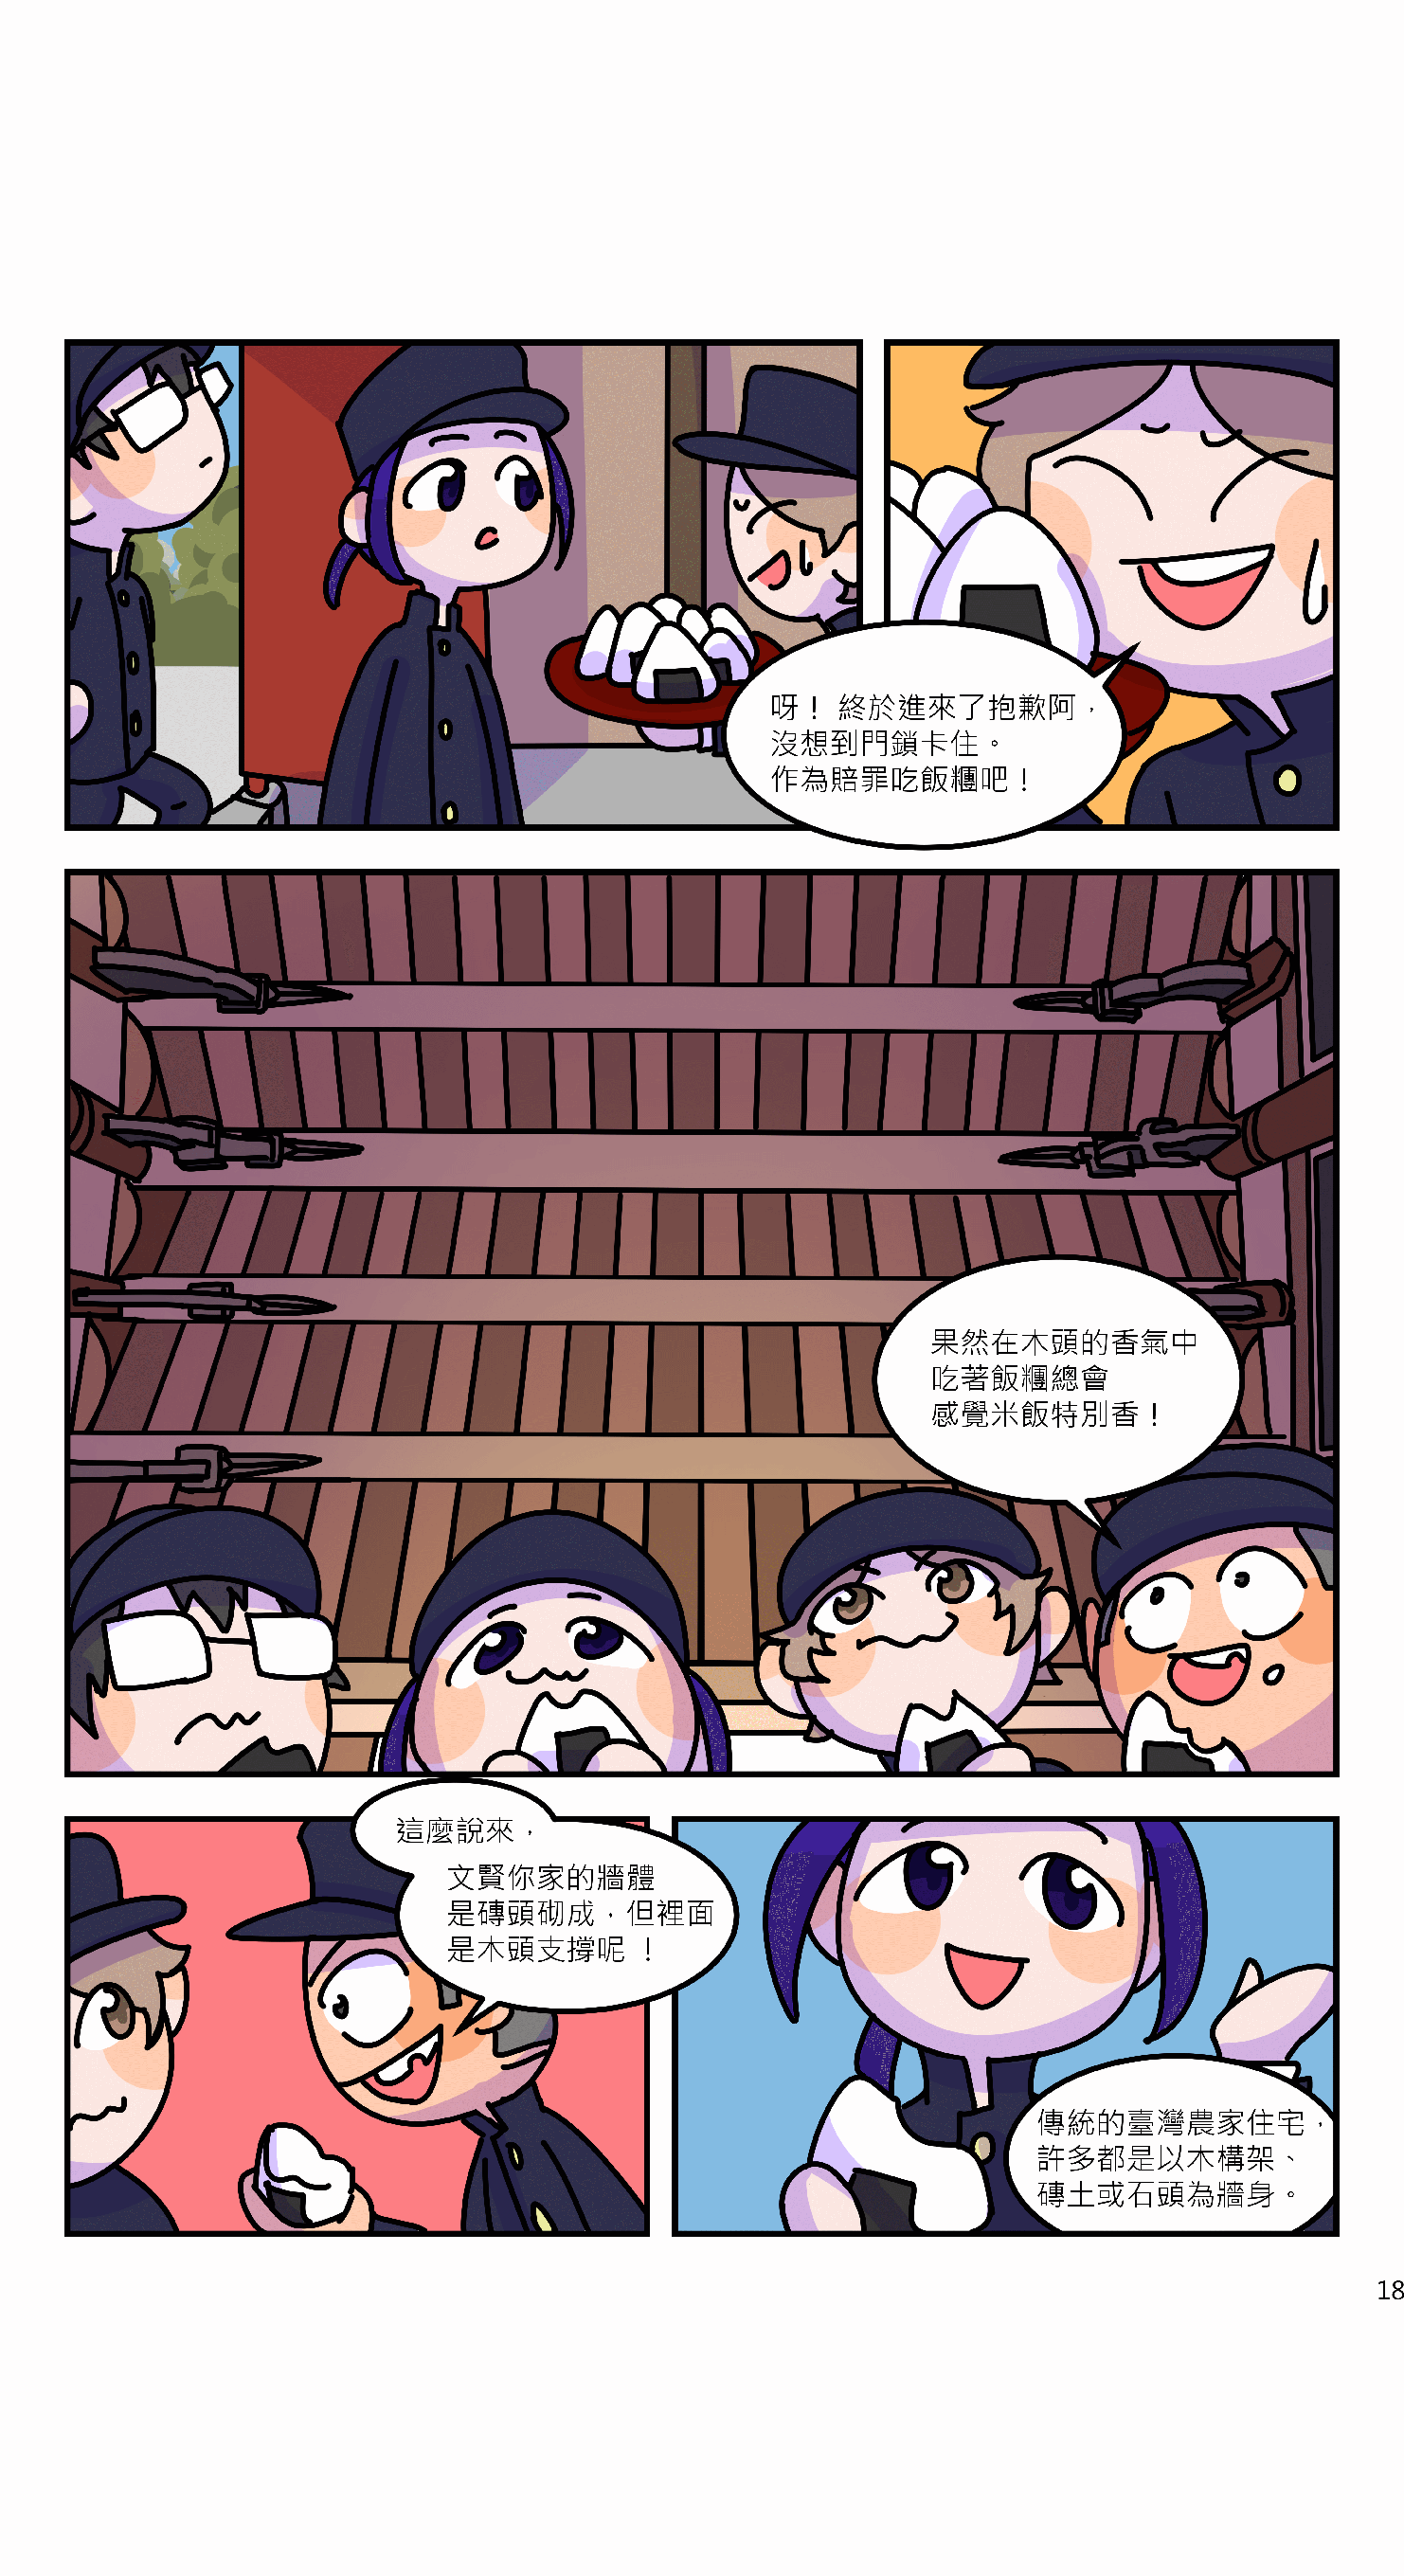 呀！ 終於進來了抱歉阿，
沒想到門鎖卡住。
作為賠罪吃飯糰吧！
果然在木頭的香氣中
吃著飯糰總會
感覺米飯特別香！
這麼說來，
文賢你家的牆體
是磚頭砌成，但裡面
是木頭支撐呢 ！
傳統的臺灣農家住宅，
許多都是以木構架、
磚土或石頭為牆身。
18